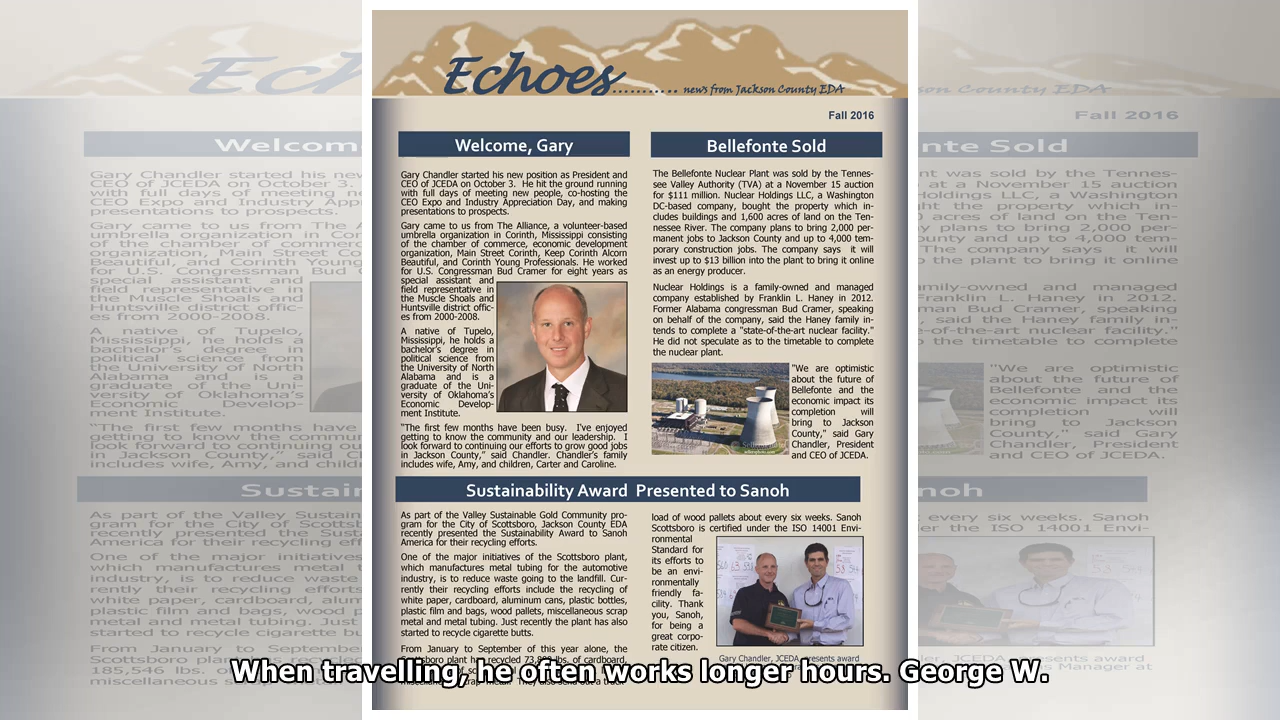 Echoes........... news from Jackson County EDA
Fall 2016
Welcome, Gary
Gary Chandler started his new position as President and
CEO of JCEDA on October 3. He hit the ground running
with full days of meeting new people, co-hosting the
CEO Expo and Industry Appreciation Day, and making
presentations to prospects.
Gary came to us from The Alliance, a volunteer-based
umbrella organization in Corinth, Mississippi consisting
of the chamber of commerce, economic development
organization, Main Street Corinth, Keep Corinth Alcorn
Beautiful, and Corinth Young Professionals. He worked
for U.S. Congressman Bud Cramer for eight years as
special assistant and
field representative in
the Muscle Shoals and
Huntsville district offic-
es from 2000-2008.
A native of Tupelo,
Mississippi, he holds a
bachelor's degree in
political science from
the University of North
Alabama and is a
graduate of the Uni-
versity of Oklahoma's
Economic Develop-
ment Institute.
"The first few months have been busy. I've enjoyed
getting to know the community and our leadership. I
look forward to continuing our efforts to grow good jobs
in Jackson County," said Chandler. Chandler's family
includes wife, Amy, and children, Carter and Caroline.
Bellefonte Sold
The Bellefonte Nuclear Plant was sold by the Tennes-
see Valley Authority (TVA) at a November 15 auction
for $111 million. Nuclear Holdings LLC, a Washington
DC-based company, bought the property which in-
cludes buildings and 1,600 acres of land on the Ten-
nessee River. The company plans to bring 2,000 per-
manent jobs to Jackson County and up to 4,000 tem-
porary construction jobs. The company says it will
invest up to $13 billion into the plant to bring it online
as an energy producer.
Nuclear Holdings is a family-owned and managed
company established by Franklin L. Haney in 2012.
Former Alabama congressman Bud Cramer, speaking
on behalf of the company, said the Haney family in-
tends to complete a "state-of-the-art nuclear facility."
He did not speculate as to the timetable to complete
the nuclear plant.
"We are optimistic
about the future of
Bellefonte and the
economic impact its
completion will
bring to Jackson
County," said Gary
Chandler, President
and CEO of JCEDA.
Sustainability Award Presented to Sanoh
As part of the Valley Sustainable Gold Community pro-
gram for the City of Scottsboro, Jackson County EDA
recently presented the Sustainability Award to Sanoh
America for their recycling efforts.
One of the major initiatives of the Scottsboro plant,
which manufactures metal tubing for the automotive
industry, is to reduce waste going to the landfill. Cur-
rently their recycling efforts include the recycling of
white paper, cardboard, aluminum cans, plastic bottles,
plastic film and bags, wood pallets, miscellaneous scrap
metal and metal tubing. Just recently the plant has also
started to recycle cigarette butts.
From January to September of this year alone, the
load of wood pallets about every six weeks. Sanoh
Scottsboro is certified under the ISO 14001 Envi-
ronmental
Standard for
its efforts to
be an envi-
ronmentally
friendly fa-
cility. Thank
you, Sanoh,
for being a
great corpo-
rate citizen.
Gary Chandler, JCEDA, presents award
When travelling, he often works longer hours. George W.